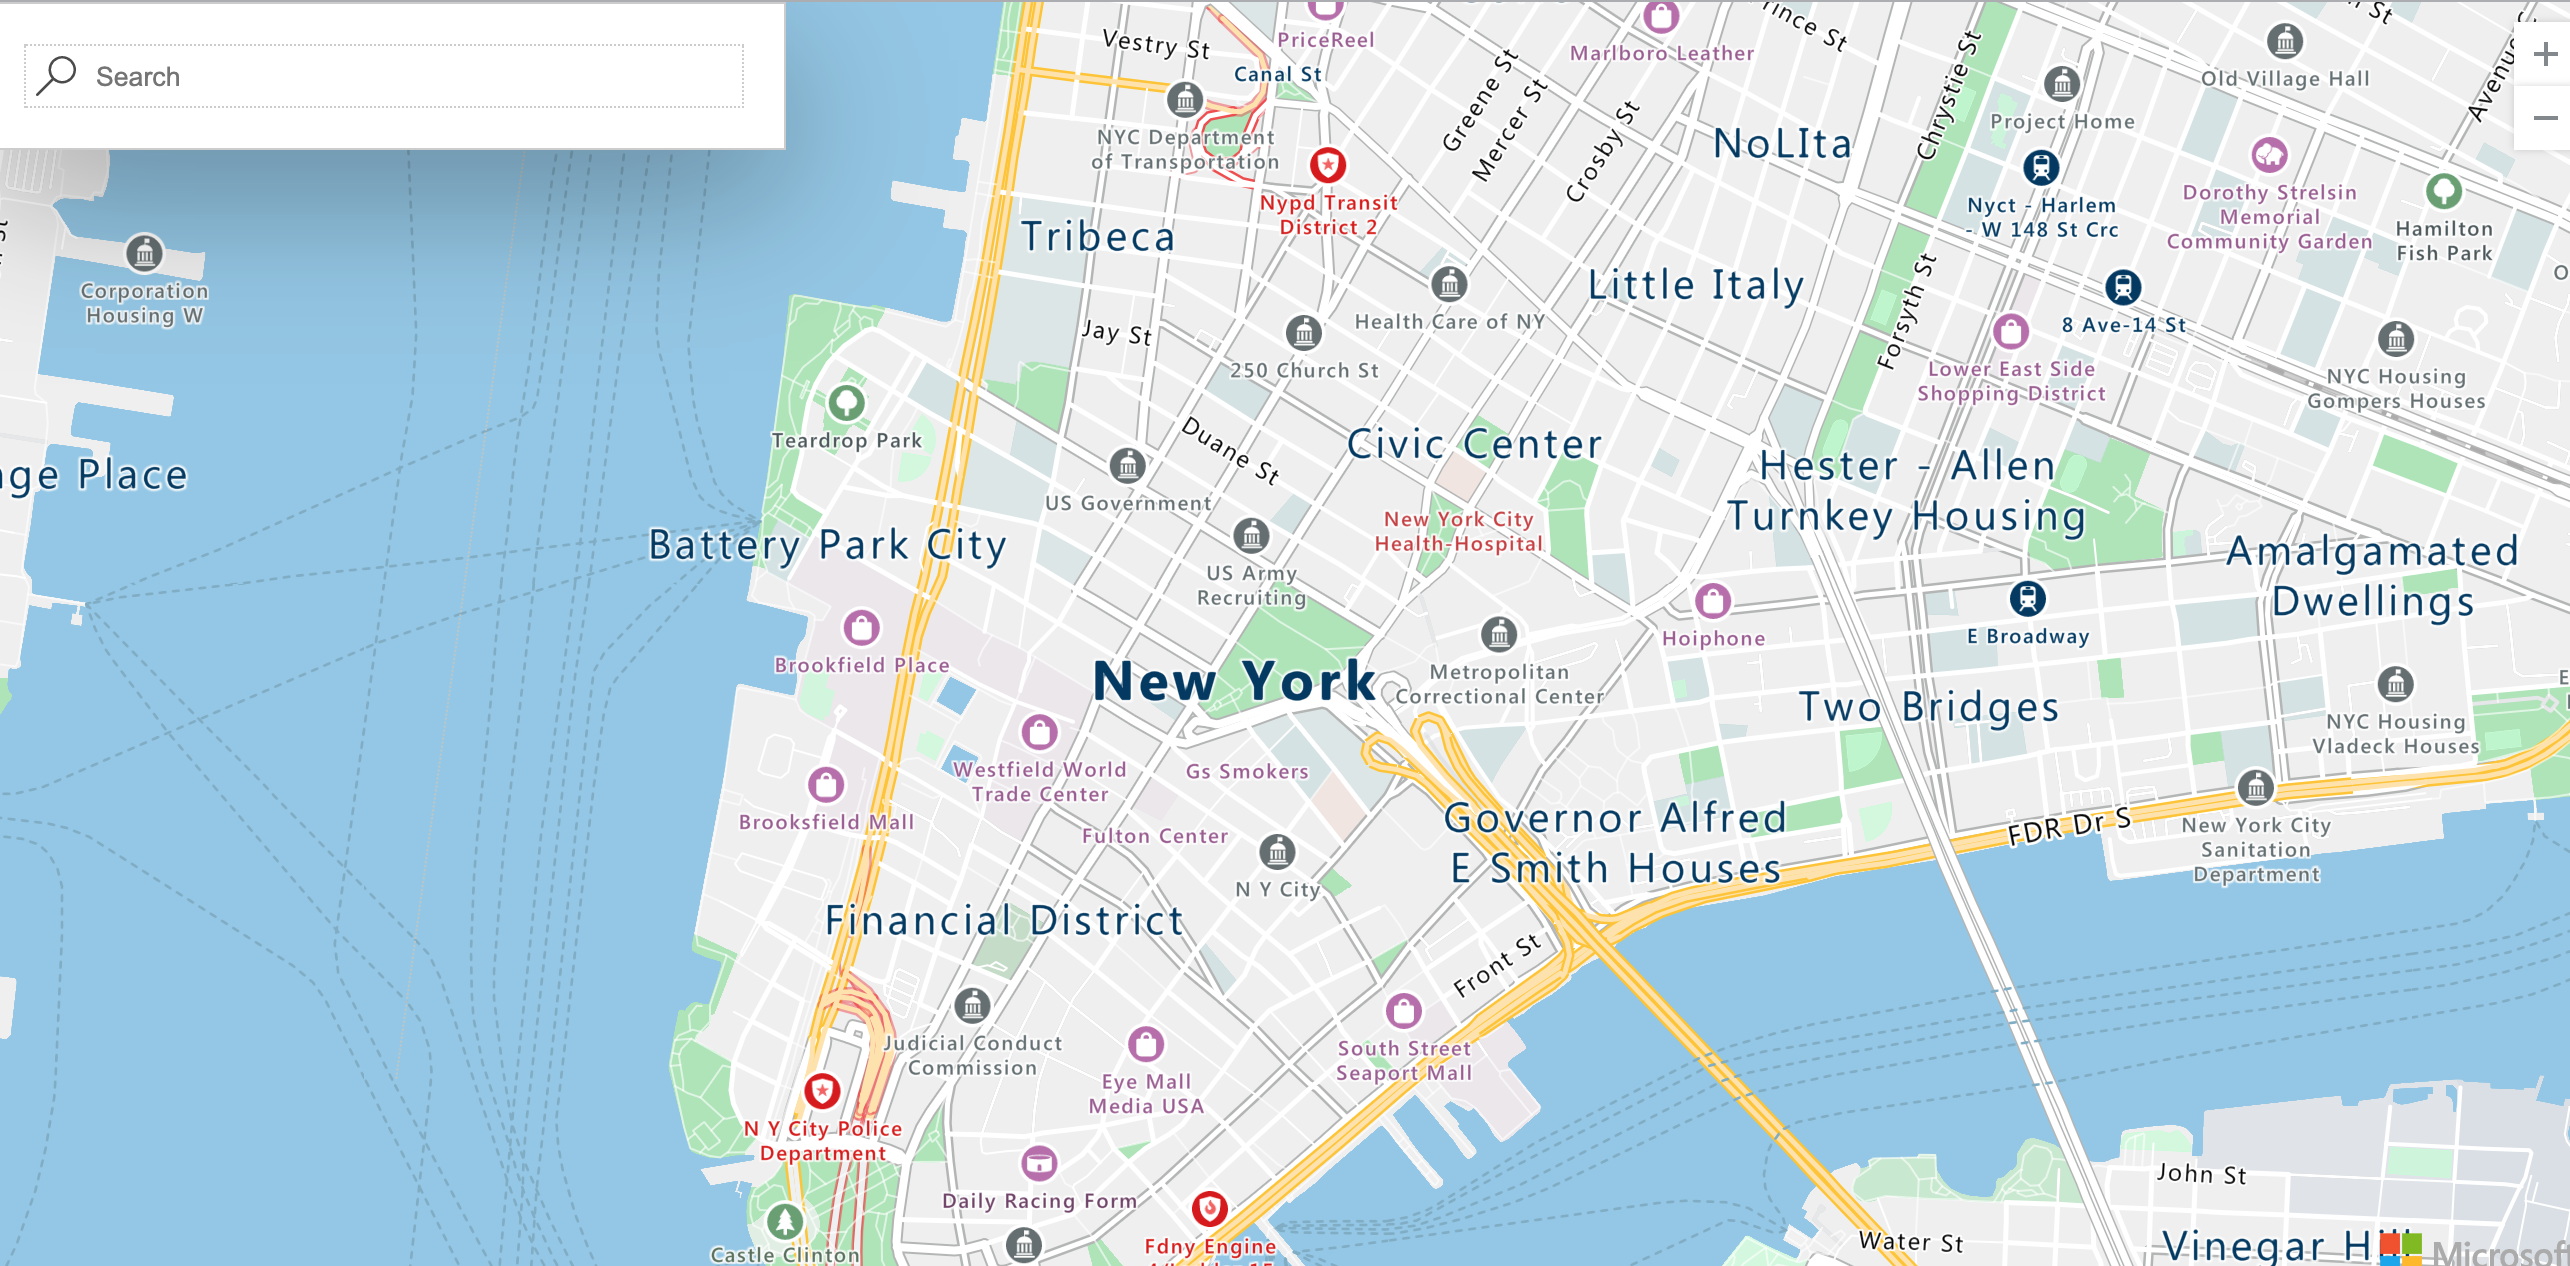 Search
Vestry St
Canal St
PriceReel
Marlboro Leather
Prince St
Greene St
Mercer St
Crosby St
NoLIta
Chrystie St
Old Village Hall
Project Home
NYC Department
of Transportation
Nypd Transit
District 2
Nyct - Harlem
- W 148 St Crc
Dorothy Strelsin
Memorial
Community Garden
Hamilton
Fish Park
Tribeca
Corporation
Housing W
Little Italy
Forsyth St
Health Care of NY
8 Ave-14 St
Jay St
250 Church St
Lower East Side
Shopping District
NYC Housing
Gompers Houses
Teardrop Park
Duane St
Civic Center
Place
US Government
Hester - Allen
Turnkey Housing
New York City
Health-Hospital
Battery Park City
US Army
Recruiting
Amalgamated
Dwellings
Hoiphone
E Broadway
Brookfield Place
New York
Metropolitan
Correctional Center
Two Bridges
NYC Housing
Vladeck Houses
Westfield World
Trade Center
Gs Smokers
Brooksfield Mall
Fulton Center
Governor Alfred
E Smith Houses
FDR Dr S
New York City
Sanitation
Department
N Y City
Financial District
Front St
Judicial Conduct
Commission
South Street
Seaport Mall
Eye Mall
Media USA
N Y City Police
Department
Daily Racing Form
John St
Castle Clinton
Fdny Engine
Water St
Vinegar H
Microsoft